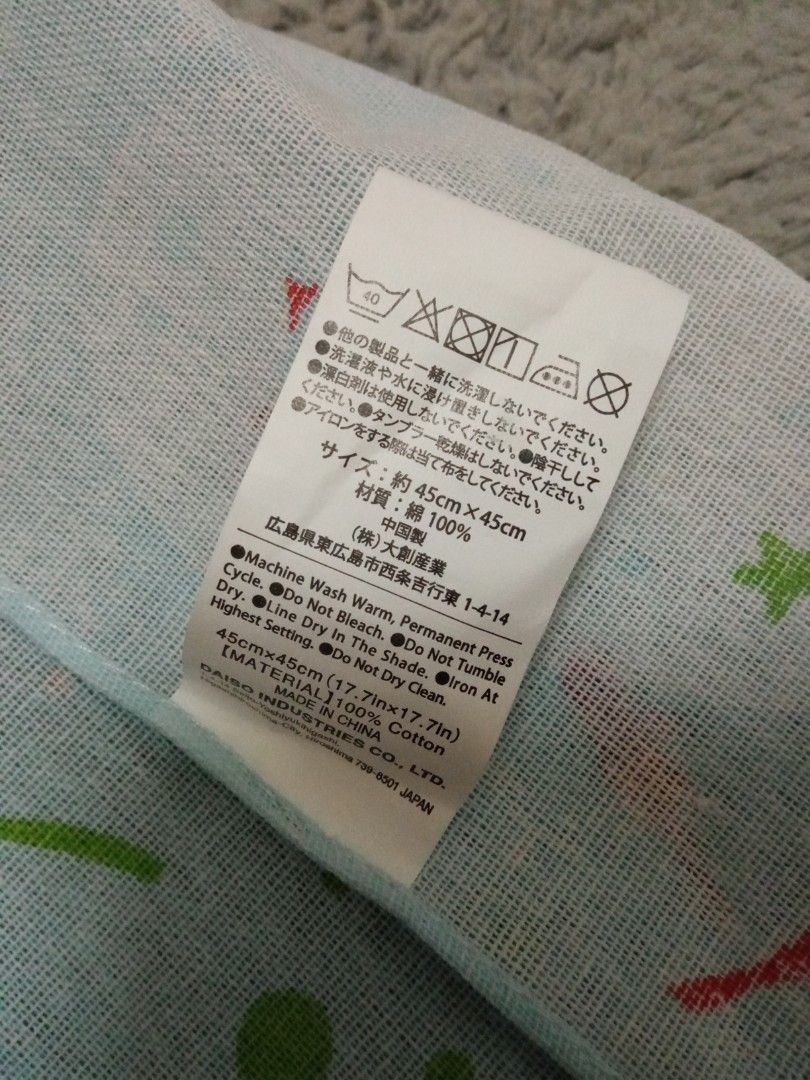 40
●他の製品と一緒に洗濯しないでください。
●洗濯液や水に浸け置きしないでください。
●漂白剤は使用しないでください。●陰干しして
ください。●タンブラー乾燥はしないでください。
●アイロンをする際は当て布をしてください。
サイズ：約 45cm×45cm
材質：綿 100%
中国製
(株)大創産業
広島県東広島市西条吉行東 1-4-14
●Machine Wash Warm, Permanent Press
Cycle. ●Do Not Bleach. ●Do Not Tumble
Dry. ●Line Dry In The Shade. ●Iron At
Highest Setting. ●Do Not Dry Clean.
45cm×45cm (17.7in×17.7in)
【MATERIAL】100% Cotton
MADE IN CHINA
DAISO INDUSTRIES CO., LTD.
Hiroshima 739-8501 JAPAN